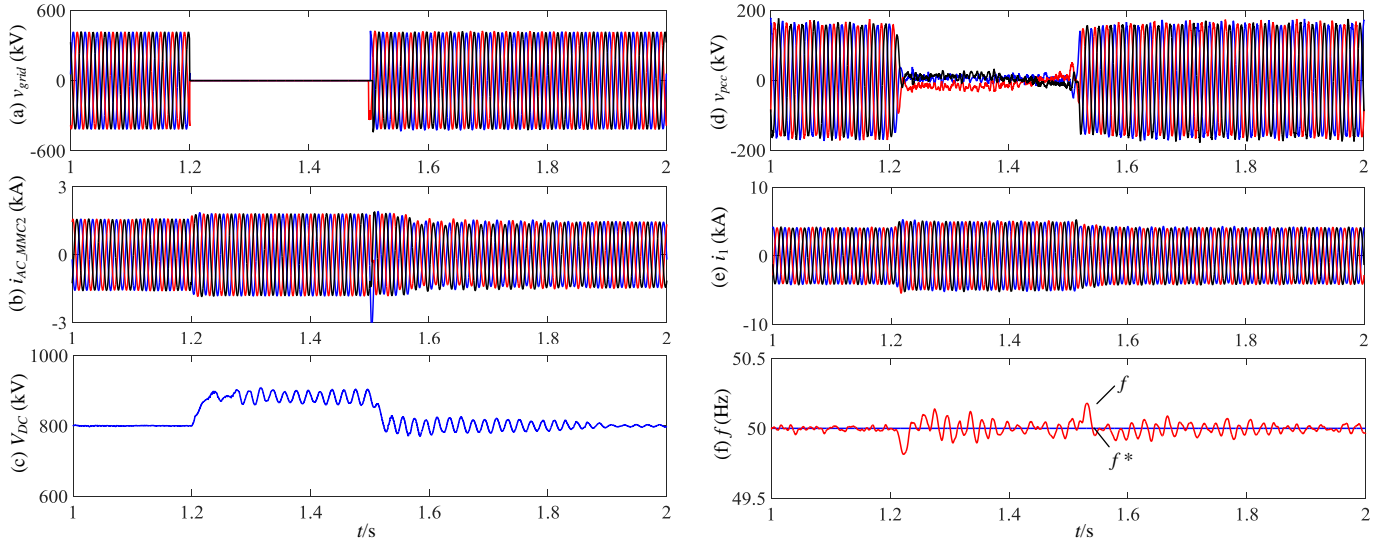 (a) v_grid (kV)
600
0
-600
1 1.2 1.4 1.6 1.8 2
(b) i_AC_MMC2 (kA)
3
0
-3
1 1.2 1.4 1.6 1.8 2
(c) V_DC (kV)
1000
800
600
1 1.2 1.4 1.6 1.8 2
t/s
(d) v_pcc (kV)
200
0
-200
1 1.2 1.4 1.6 1.8 2
(e) i_1 (kA)
10
0
-10
1 1.2 1.4 1.6 1.8 2
(f) f (Hz)
50.5
50
49.5
f
f *
1 1.2 1.4 1.6 1.8 2
t/s